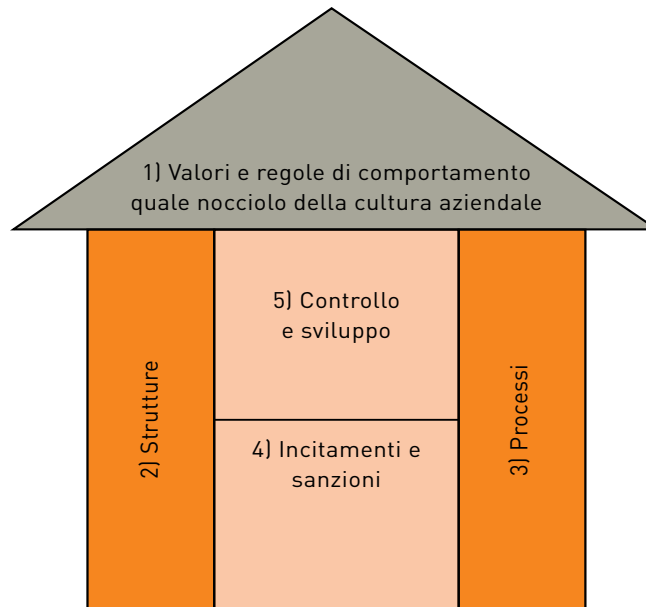 1) Valori e regole di comportamento
quale nocciolo della cultura aziendale
2) Strutture
5) Controllo
e sviluppo
4) Incitamenti e
sanzioni
3) Processi